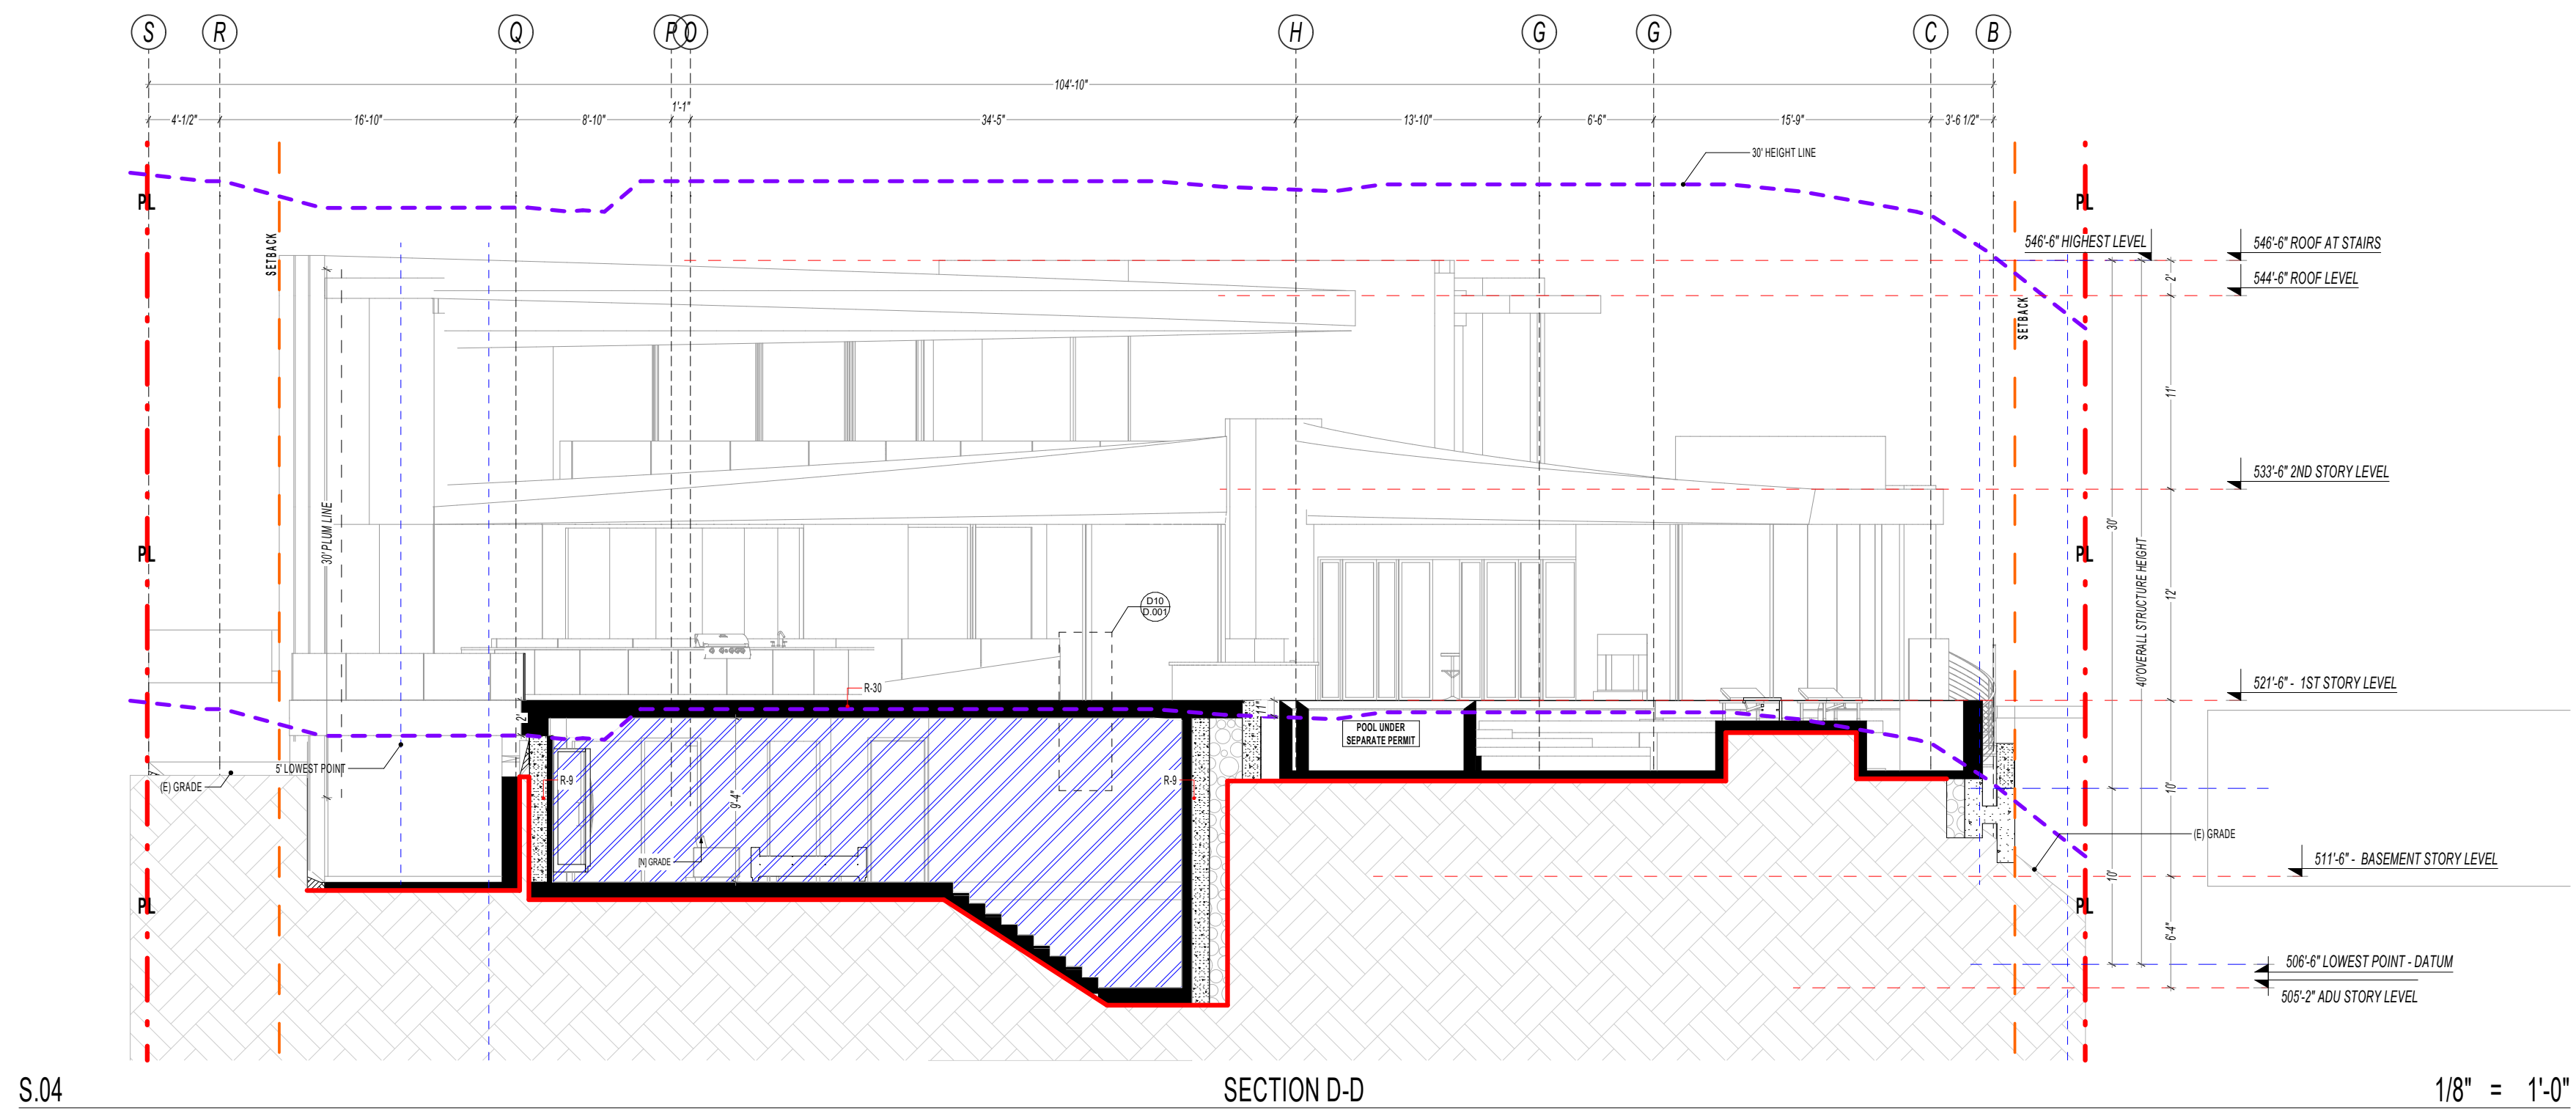 S R Q P O H G G C B
104'-10"
1'-1"
4'-1/2" 16'-10" 8'-10" 34'-5" 13'-10" 6'-6" 15'-9" 3'-6 1/2"
30' HEIGHT LINE
PL PL
SETBACK
546'-6" HIGHEST LEVEL
546'-6" ROOF AT STAIRS
2'
544'-6" ROOF LEVEL
SETBACK
11'
533'-6" 2ND STORY LEVEL
30' PLUM LINE
30'
PL PL
40' OVERALL STRUCTURE HEIGHT
12'
D10
D.001
521'-6" - 1ST STORY LEVEL
R-30
2'
11"
POOL UNDER
SEPARATE PERMIT
5' LOWEST POINT
(E) GRADE
R-9
R-9
9'-4"
10'
(E) GRADE
[N] GRADE
511'-6" - BASEMENT STORY LEVEL
10'
PL PL
6'-4"
506'-6" LOWEST POINT - DATUM
505'-2" ADU STORY LEVEL
S.04 SECTION D-D 1/8" = 1'-0"